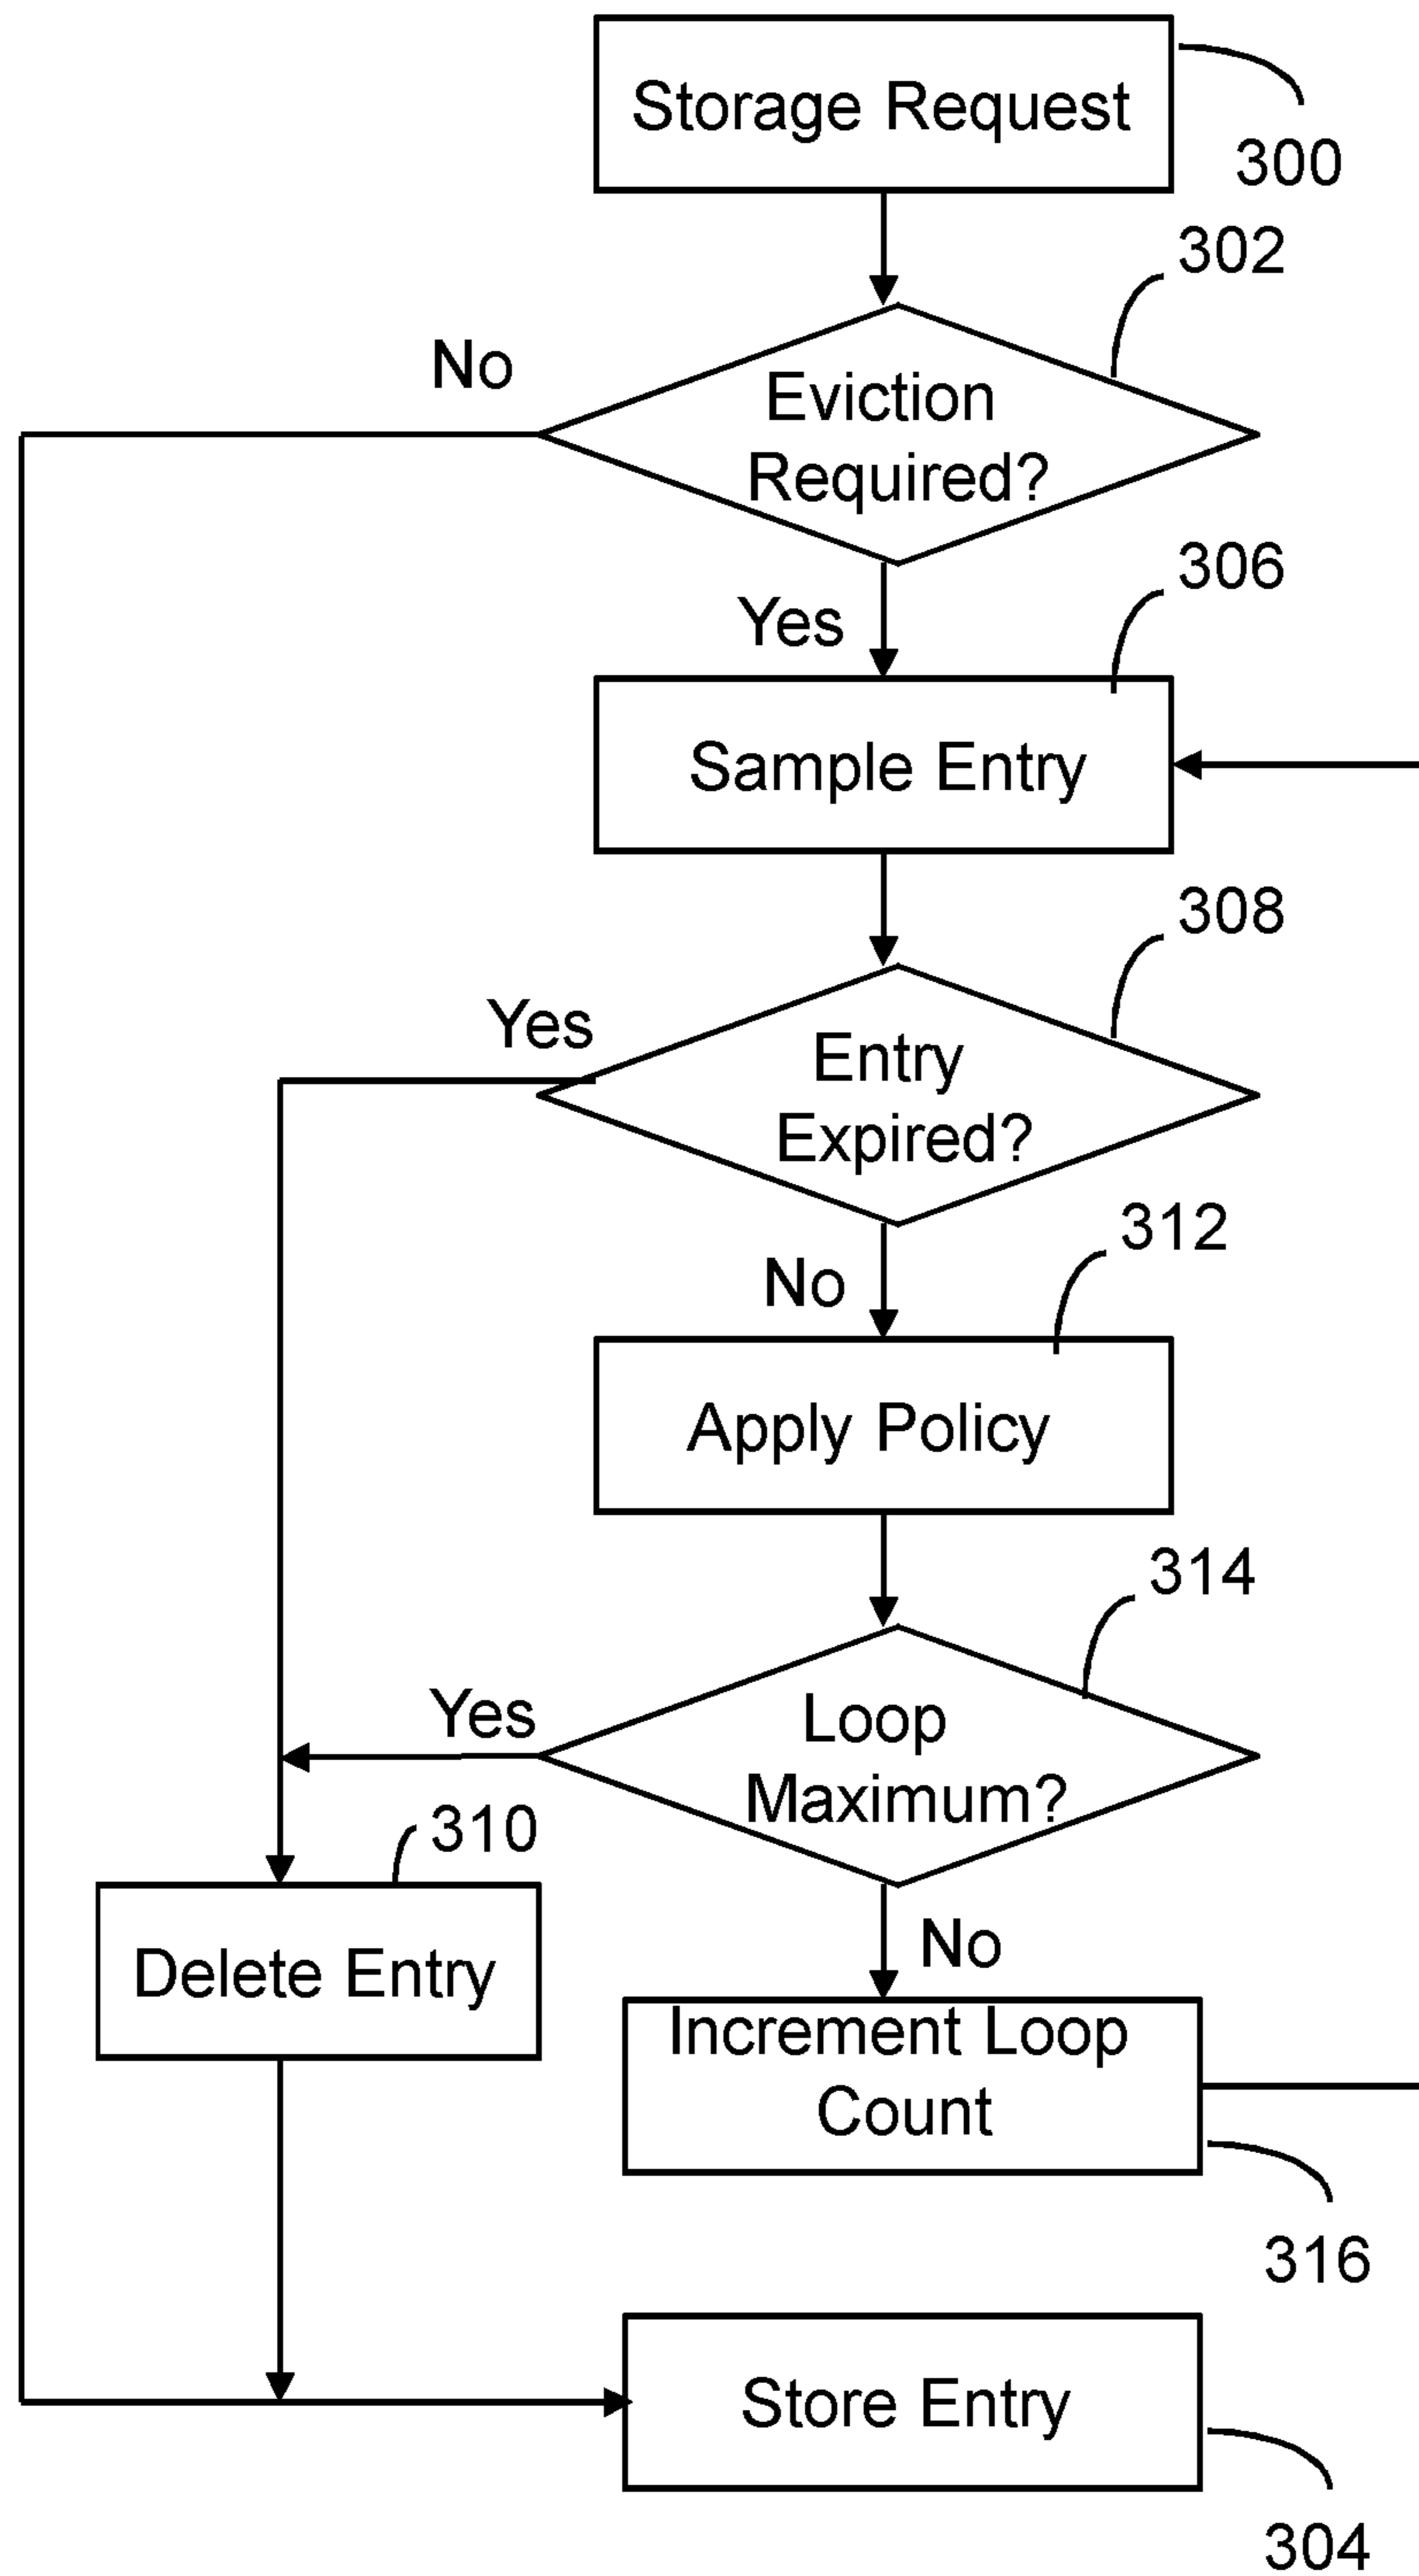 Storage Request
300
302
No
Eviction
Required?
306
Yes
Sample Entry
308
Yes
Entry
Expired?
312
No
Apply Policy
314
Yes
Loop
Maximum?
310
No
Delete Entry
Increment Loop
Count
316
Store Entry
304